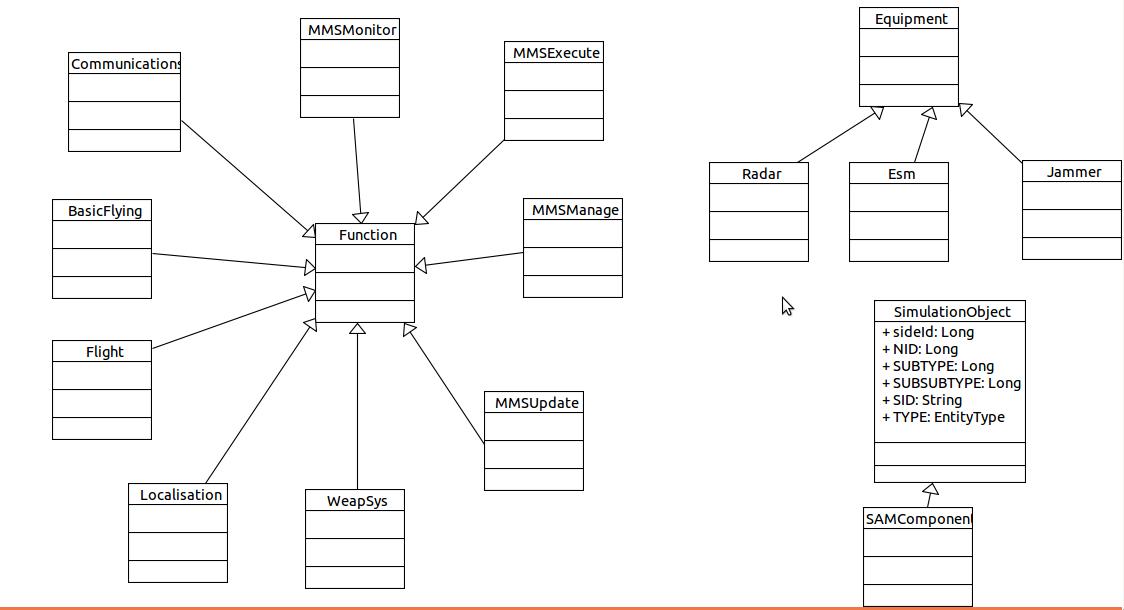 MMSMonitor
Communications
MMSExecute
BasicFlying
MMSManage
Function
Flight
MMSUpdate
Localisation
WeapSys
Equipment
Radar
Esm
Jammer
SimulationObject
+ sideId: Long
+ NID: Long
+ SUBTYPE: Long
+ SUBSUBTYPE: Long
+ SID: String
+ TYPE: EntityType
SAMComponent